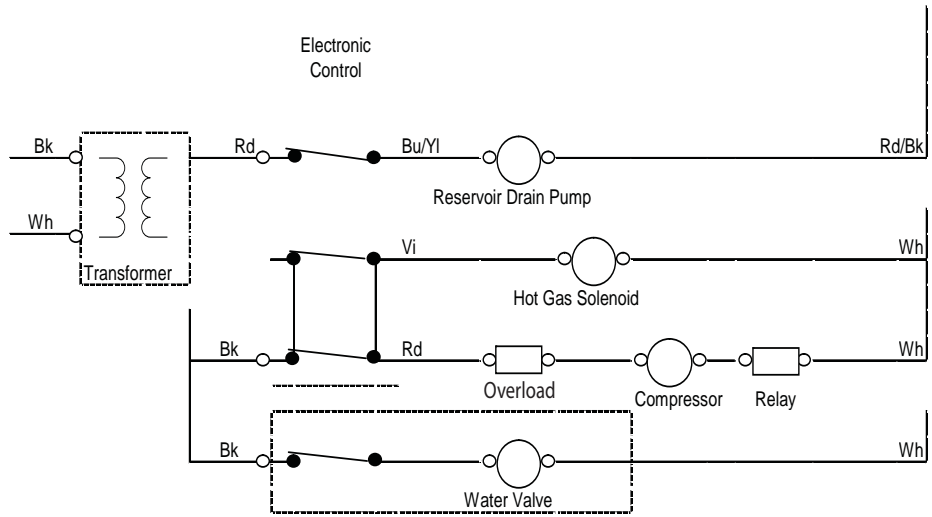 Electronic
Control
Bk
Rd
Bu/Yl
Rd/Bk
Reservoir Drain Pump
Wh
Transformer
Vi
Wh
Hot Gas Solenoid
Bk
Rd
Wh
Overload
Compressor
Relay
Bk
Wh
Water Valve